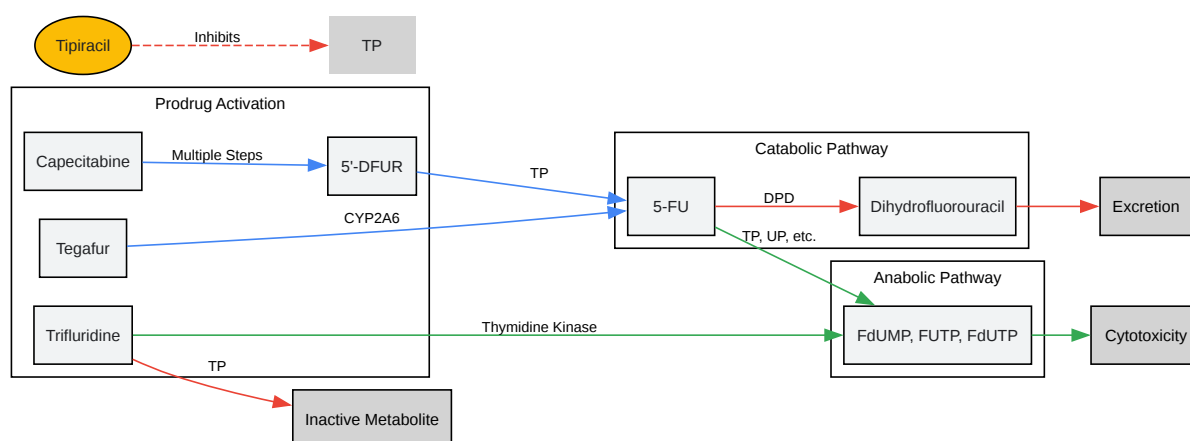 Tipiracil
Inhibits
TP
Prodrug Activation
Capecitabine
Multiple Steps
5'-DFUR
TP
Tegafur
CYP2A6
Trifluridine
Thymidine Kinase
TP
Inactive Metabolite
Catabolic Pathway
5-FU
DPD
Dihydrofluorouracil
Excretion
TP, UP, etc.
Anabolic Pathway
FdUMP, FUTP, FdUTP
Cytotoxicity